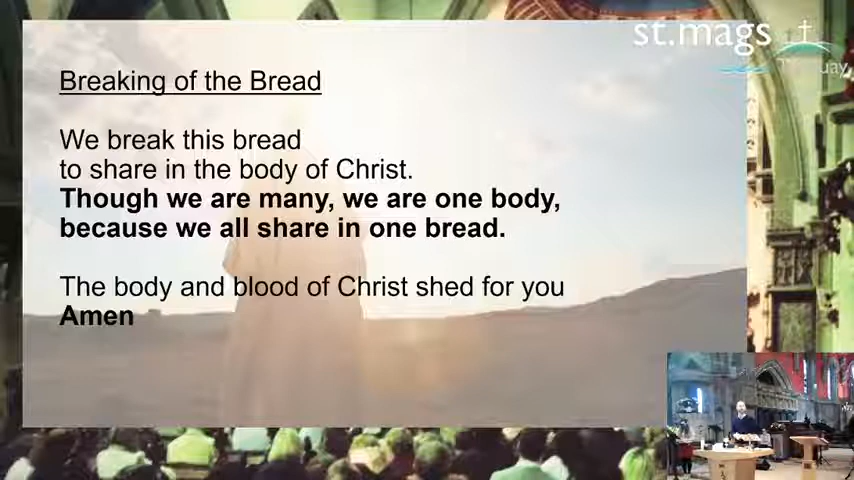 st.mags
Breaking of the Bread
We break this bread
to share in the body of Christ.
Though we are many, we are one body,
because we all share in one bread.
The body and blood of Christ shed for you
Amen